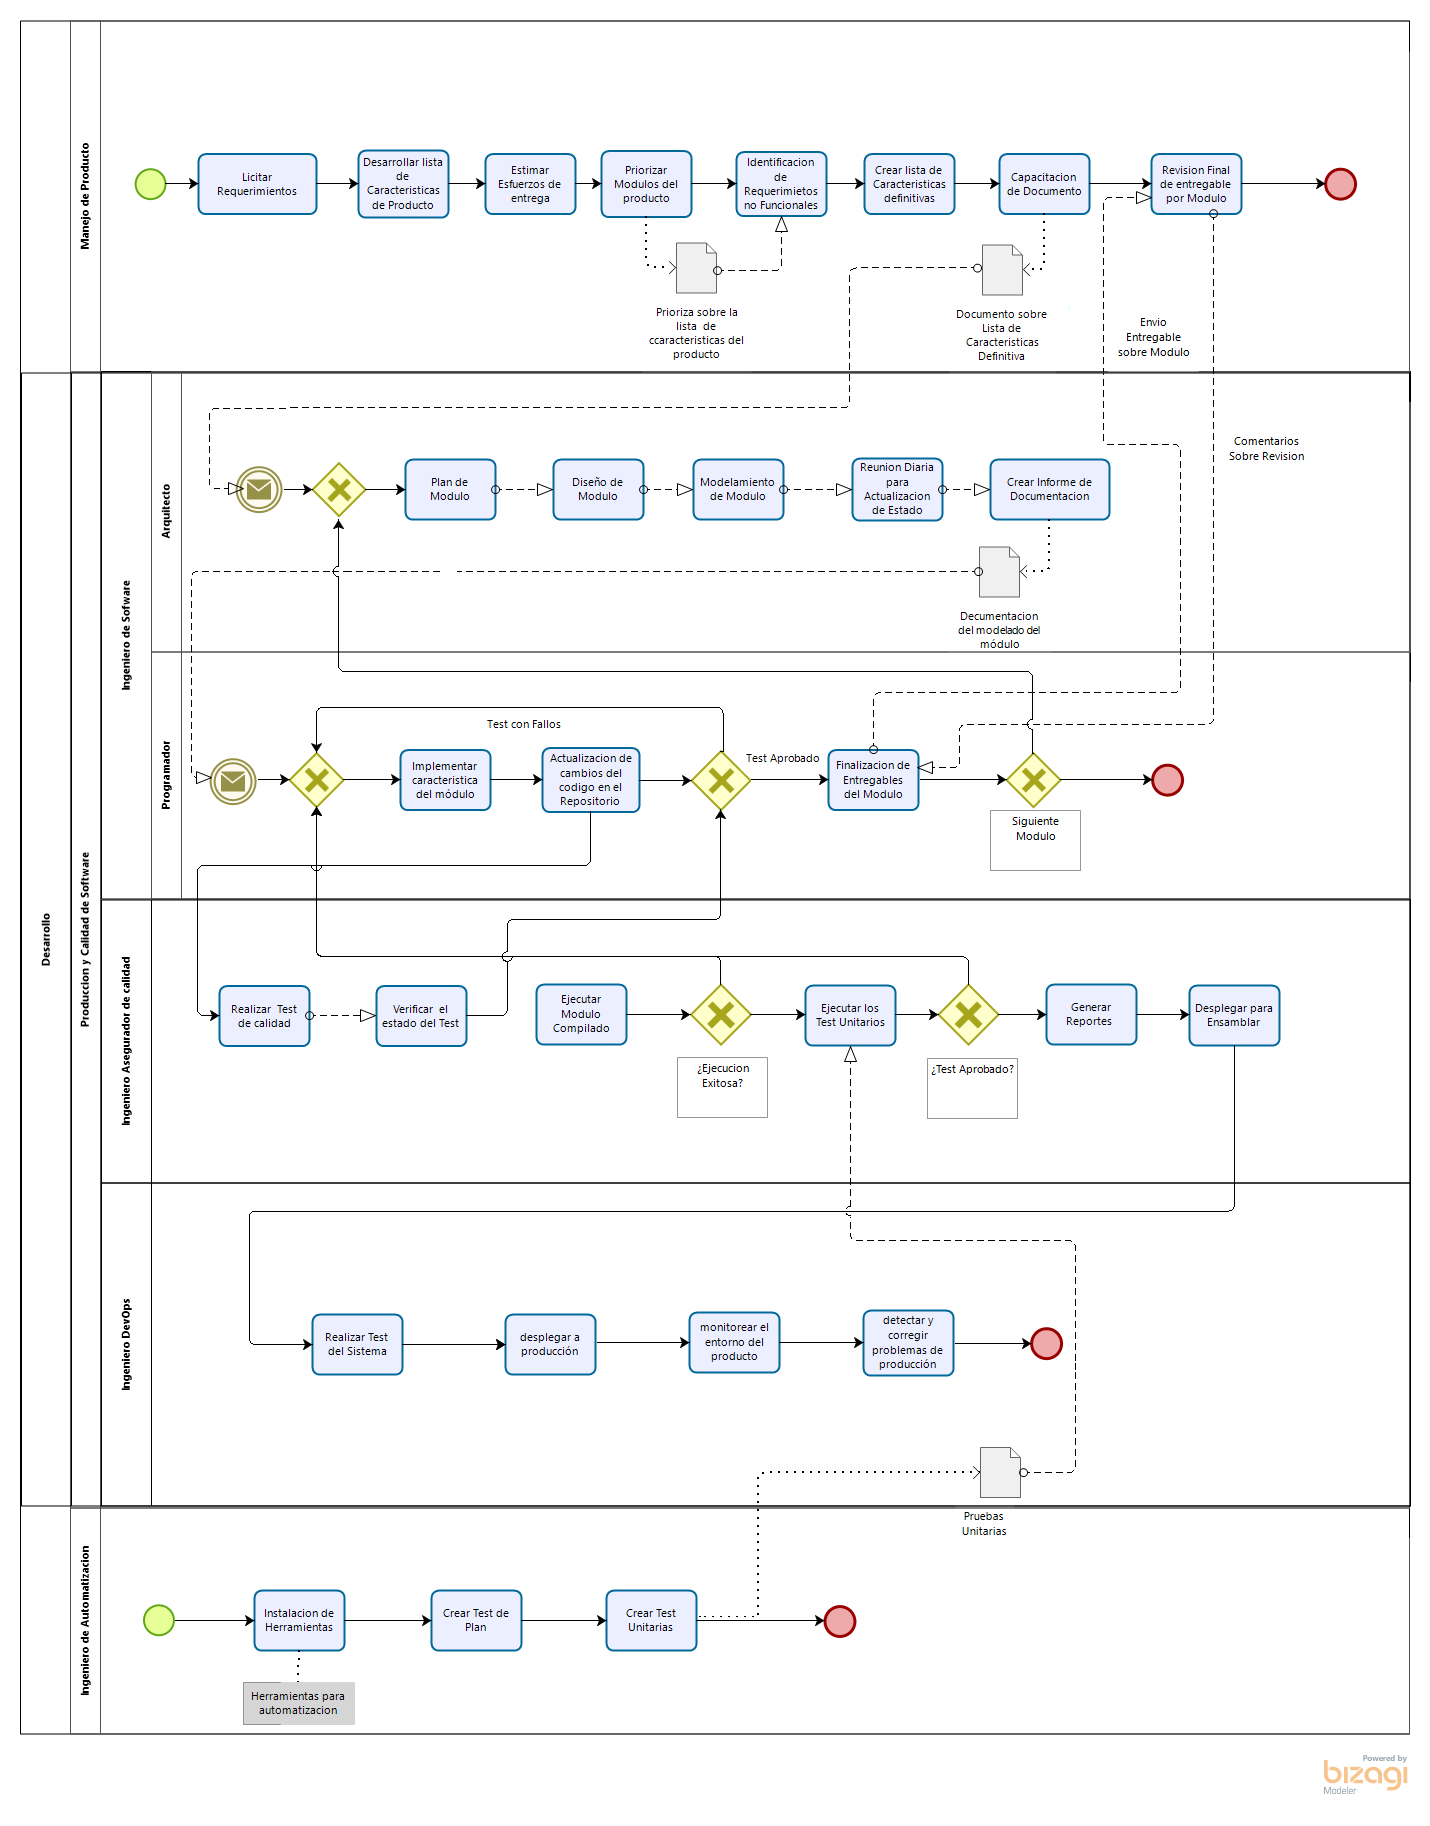 Desarrollo
Manejo de Producto
Licitar
Requerimientos
Desarrollar lista
de
Caracteristicas
de Producto
Estimar
Esfuerzos de
entrega
Priorizar
Modulos del
producto
Identificacion
de
Requerimietos
no Funcionales
Crear lista de
Caracteristicas
definitivas
Capacitacion
de Documento
Revision Final
de entregable
por Modulo
Prioriza sobre la
lista de
ccaracteristicas del
producto
Documento sobre
Lista de
Caracteristicas
Definitiva
Envio
Entregable
sobre Modulo
Produccion y Calidad de Software
Ingeniero de Sofware
Arquitecto
Plan de
Modulo
Diseño de
Modulo
Modelamiento
de Modulo
Reunion Diaria
para
Actualizacion
de Estado
Crear Informe de
Documentacion
Comentarios
Sobre Revision
Decumentacion
del modelado del
módulo
Programador
Test con Fallos
Implementar
caracteristica
del módulo
Actualizacion de
cambios del
codigo en el
Repositorio
Test Aprobado
Finalizacion de
Entregables
del Modulo
Siguiente
Modulo
Ingeniero Asegurador de calidad
Realizar Test
de calidad
Verificar el
estado del Test
Ejecutar
Modulo
Compilado
¿Ejecucion
Exitosa?
Ejecutar los
Test Unitarios
¿Test Aprobado?
Generar
Reportes
Desplegar para
Ensamblar
Ingeniero DevOps
Realizar Test
del Sistema
desplegar a
producción
monitorear el
entorno del
producto
detectar y
corregir
problemas de
producción
Pruebas
Unitarias
Ingeniero de Automatizacion
Instalacion de
Herramientas
Crear Test de
Plan
Crear Test
Unitarias
Herramientas para
automatizacion
Powered by
bizagi
Modeler